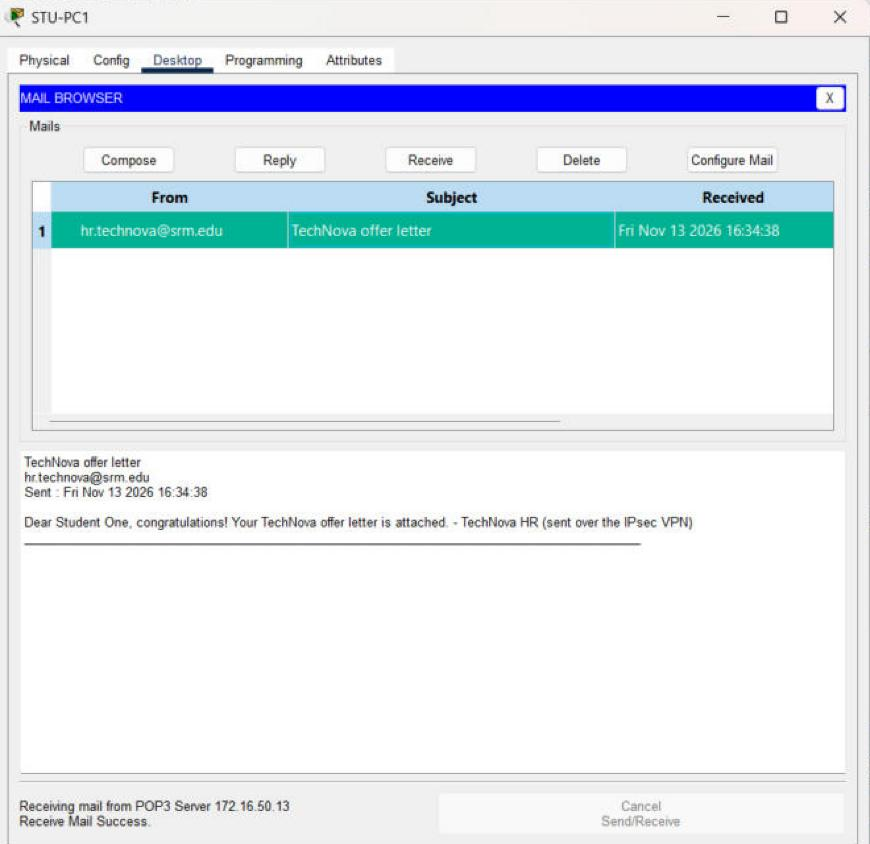 STU-PC1
Physical Config Desktop Programming Attributes
MAIL BROWSER X
Mails
Compose Reply Receive Delete Configure Mail
From Subject Received
1 hr.technova@srm.edu TechNova offer letter Fri Nov 13 2026 16:34:38
TechNova offer letter
hr.technova@srm.edu
Sent : Fri Nov 13 2026 16:34:38
Dear Student One, congratulations! Your TechNova offer letter is attached. - TechNova HR (sent over the IPsec VPN)
Receiving mail from POP3 Server 172.16.50.13
Receive Mail Success.
Cancel
Send/Receive